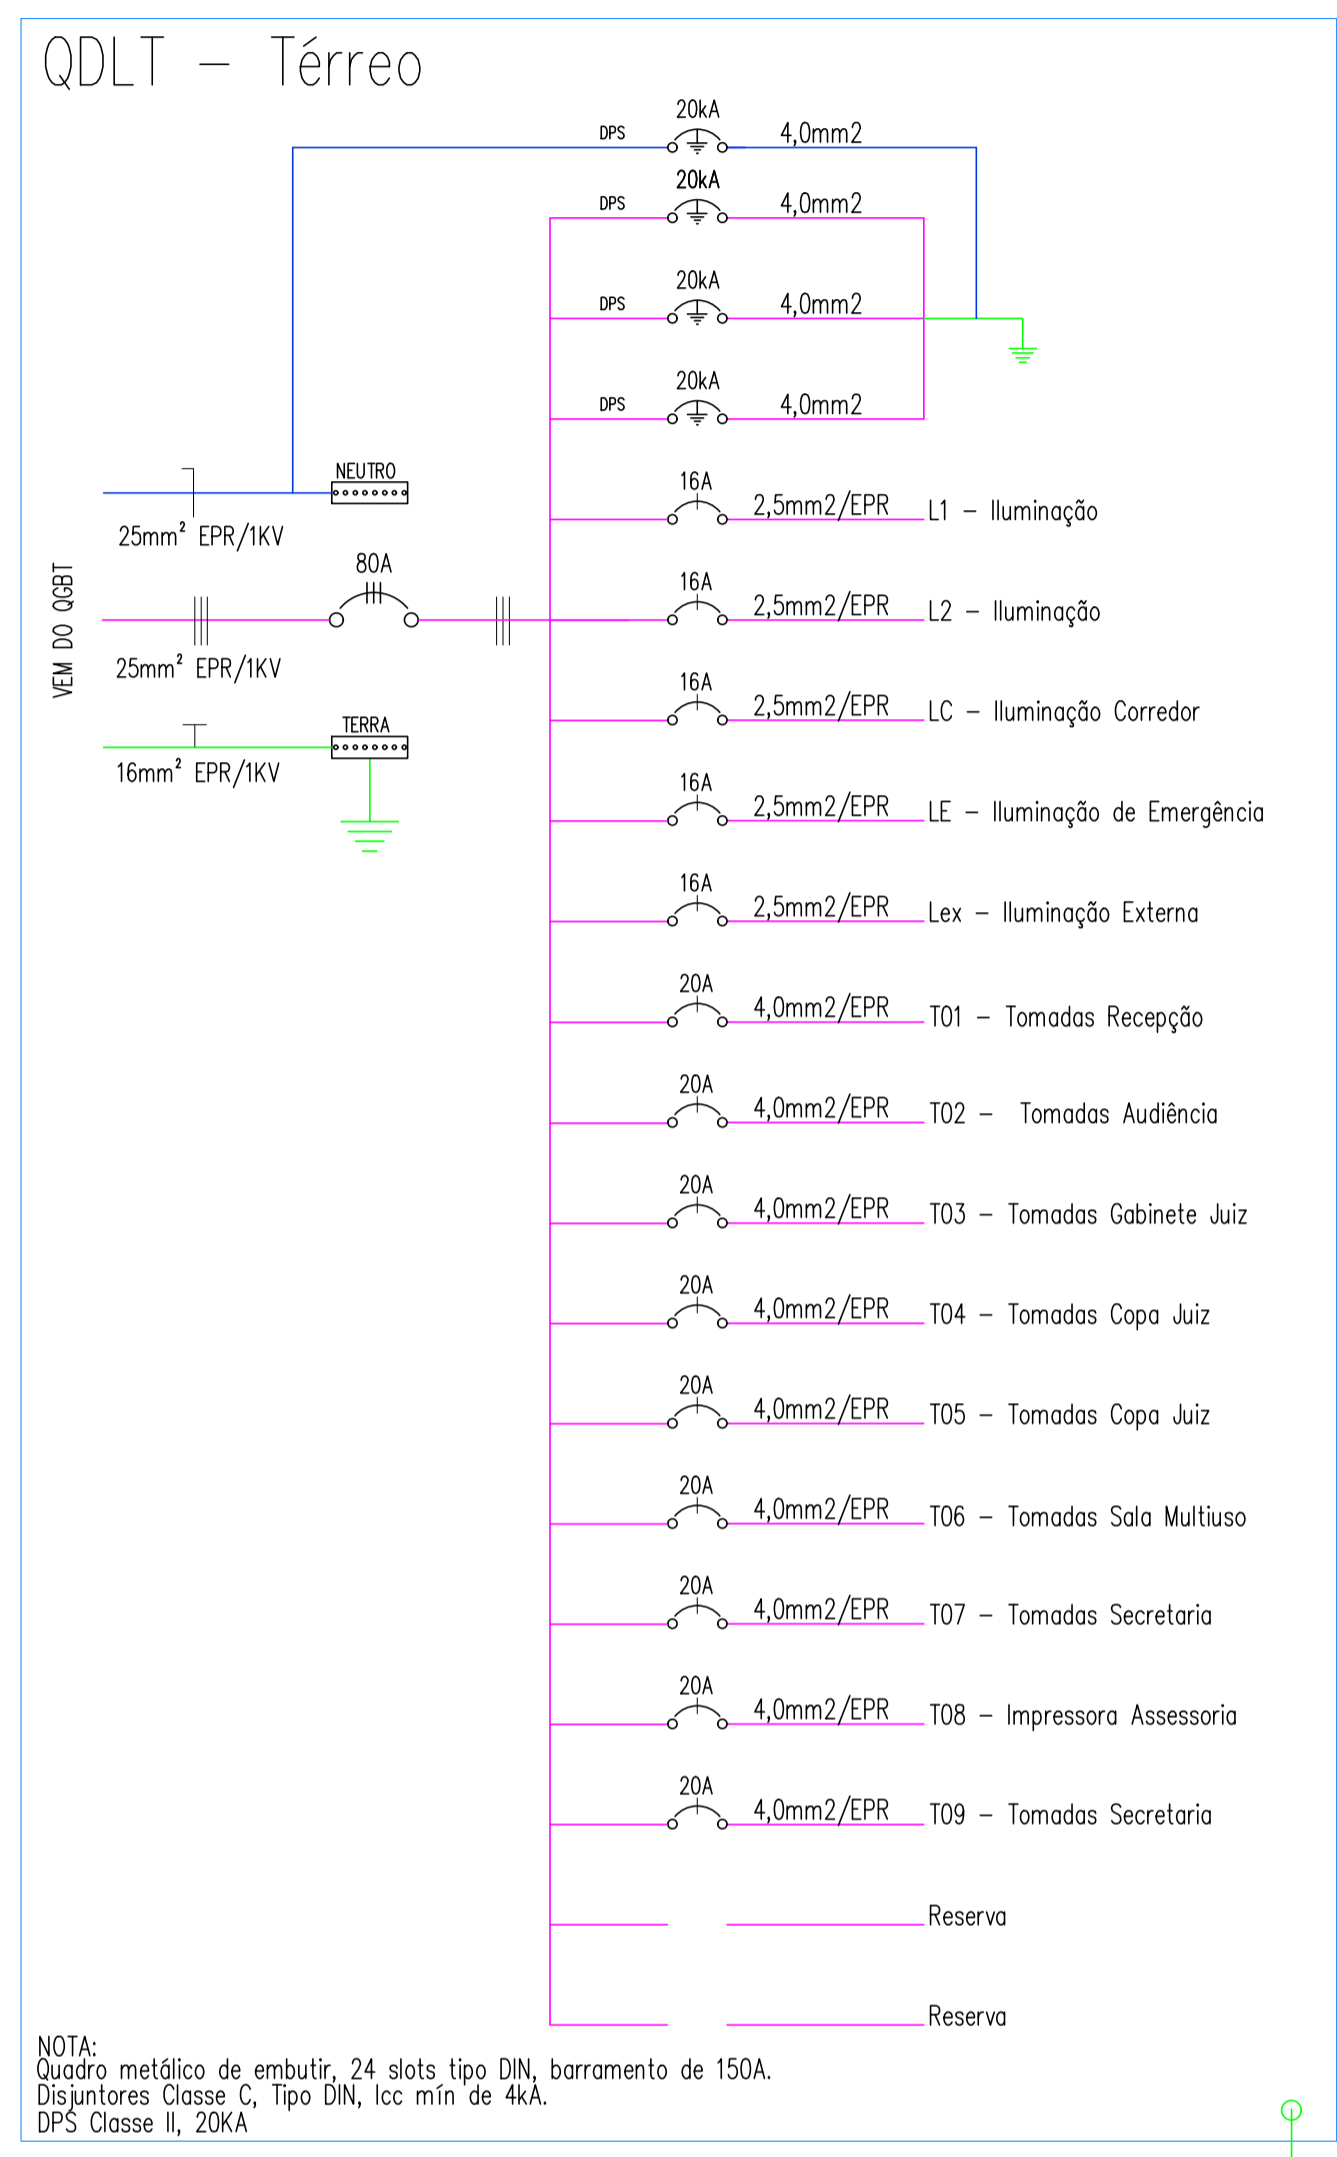 QDLT – Térreo
20kA
DPS
4,0mm2
20kA
DPS
4,0mm2
20kA
DPS
4,0mm2
20kA
DPS
4,0mm2
NEUTRO
25mm² EPR/1KV
80A
VEM DO QGBT
25mm² EPR/1KV
TERRA
16mm² EPR/1KV
16A
2,5mm2/EPR
L1 – Iluminação
16A
2,5mm2/EPR
L2 – Iluminação
16A
2,5mm2/EPR
LC – Iluminação Corredor
16A
2,5mm2/EPR
LE – Iluminação de Emergência
16A
2,5mm2/EPR
Lex – Iluminação Externa
20A
4,0mm2/EPR
T01 – Tomadas Recepção
20A
4,0mm2/EPR
T02 – Tomadas Audiência
20A
4,0mm2/EPR
T03 – Tomadas Gabinete Juiz
20A
4,0mm2/EPR
T04 – Tomadas Copa Juiz
20A
4,0mm2/EPR
T05 – Tomadas Copa Juiz
20A
4,0mm2/EPR
T06 – Tomadas Sala Multiuso
20A
4,0mm2/EPR
T07 – Tomadas Secretaria
20A
4,0mm2/EPR
T08 – Impressora Assessoria
20A
4,0mm2/EPR
T09 – Tomadas Secretaria
Reserva
Reserva
NOTA:
Quadro metálico de embutir, 24 slots tipo DIN, barramento de 150A.
Disjuntores Classe C, Tipo DIN, Icc mín de 4kA.
DPS Classe II, 20KA